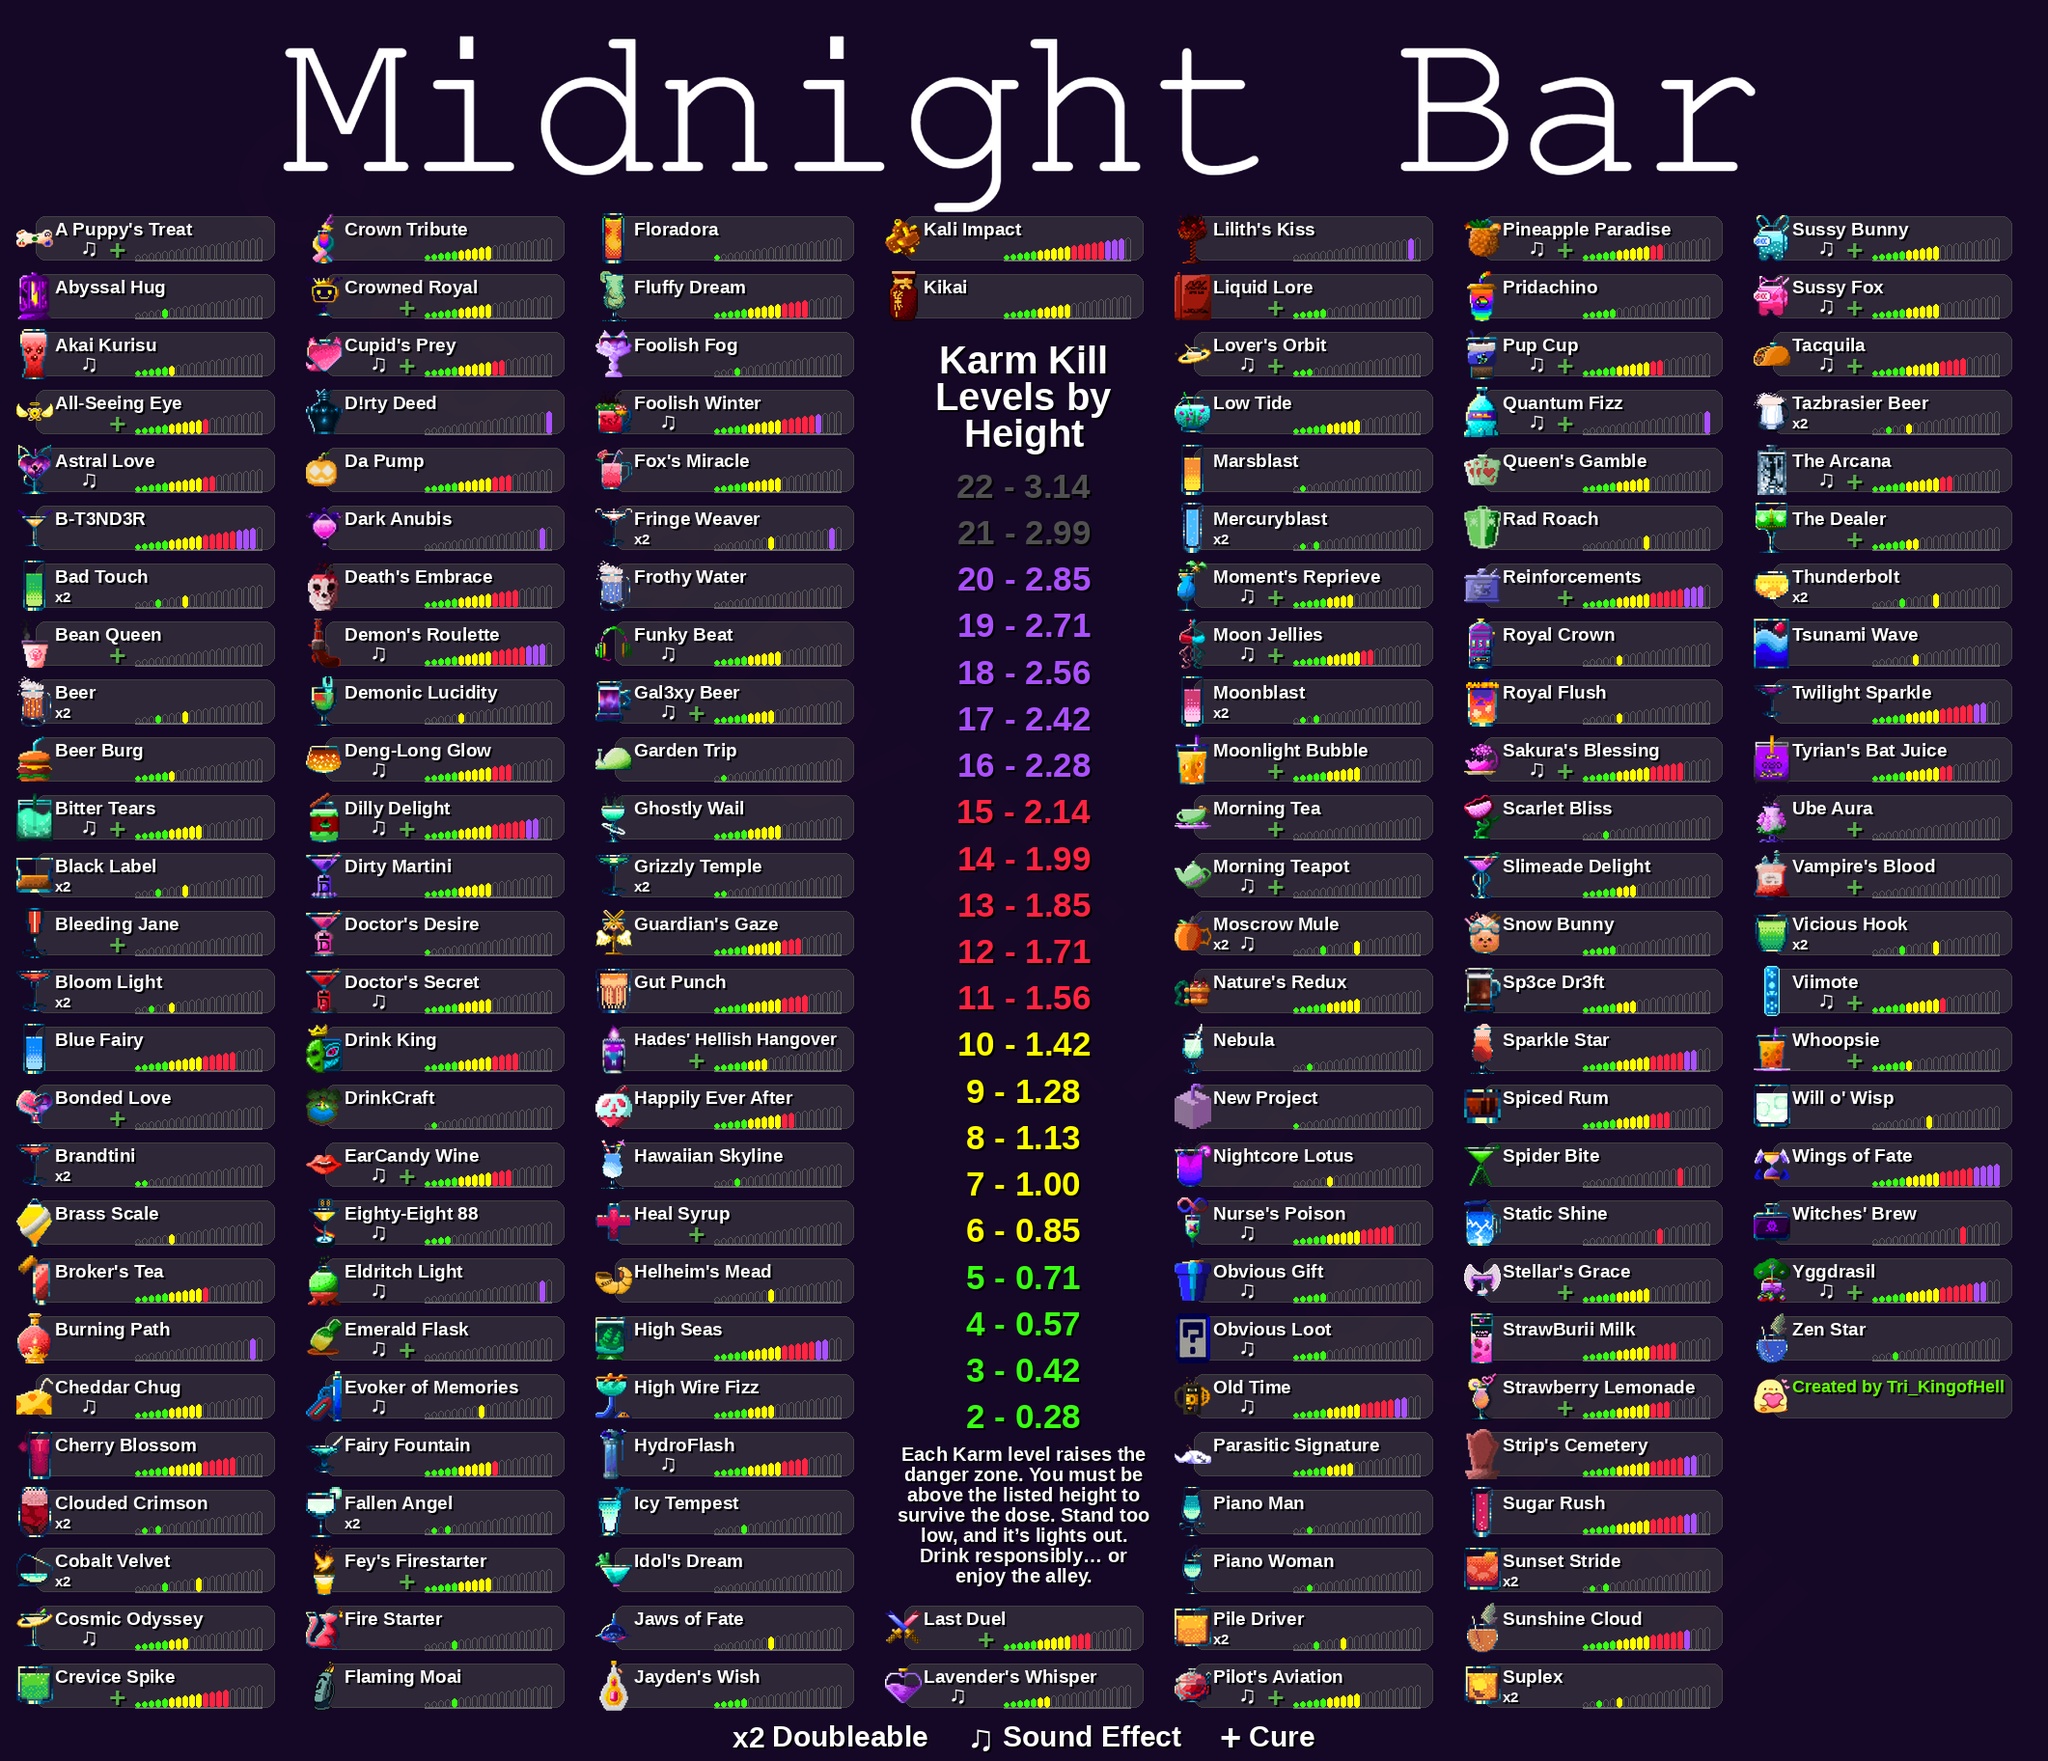 Midnight Bar
A Puppy's Treat
♫ +
Abyssal Hug
Akai Kurisu
♫
All-Seeing Eye
+
Astral Love
♫
B-T3ND3R
Bad Touch
x2
Bean Queen
+
Beer
x2
Beer Burg
Bitter Tears
♫ +
Black Label
x2
Bleeding Jane
+
Bloom Light
x2
Blue Fairy
Bonded Love
+
Brandtini
x2
Brass Scale
Broker's Tea
Burning Path
Cheddar Chug
♫
Cherry Blossom
Clouded Crimson
x2
Cobalt Velvet
x2
Cosmic Odyssey
♫
Crevice Spike
+
Crown Tribute
Crowned Royal
+
Cupid's Prey
♫ +
D!rty Deed
Da Pump
Dark Anubis
Death's Embrace
Demon's Roulette
♫
Demonic Lucidity
Deng-Long Glow
♫
Dilly Delight
♫ +
Dirty Martini
Doctor's Desire
Doctor's Secret
♫
Drink King
DrinkCraft
EarCandy Wine
♫ +
Eighty-Eight 88
♫
Eldritch Light
♫
Emerald Flask
♫ +
Evoker of Memories
♫
Fairy Fountain
Fallen Angel
x2
Fey's Firestarter
+
Fire Starter
Flaming Moai
Floradora
Fluffy Dream
Foolish Fog
Foolish Winter
♫
Fox's Miracle
Fringe Weaver
x2
Frothy Water
Funky Beat
♫
Gal3xy Beer
♫ +
Garden Trip
Ghostly Wail
Grizzly Temple
x2
Guardian's Gaze
Gut Punch
Hades' Hellish Hangover
+
Happily Ever After
Hawaiian Skyline
Heal Syrup
+
Helheim's Mead
High Seas
High Wire Fizz
HydroFlash
♫
Icy Tempest
Idol's Dream
Jaws of Fate
Jayden's Wish
Kali Impact
Kikai
Karm Kill
Levels by
Height
22 - 3.14
21 - 2.99
20 - 2.85
19 - 2.71
18 - 2.56
17 - 2.42
16 - 2.28
15 - 2.14
14 - 1.99
13 - 1.85
12 - 1.71
11 - 1.56
10 - 1.42
9 - 1.28
8 - 1.13
7 - 1.00
6 - 0.85
5 - 0.71
4 - 0.57
3 - 0.42
2 - 0.28
Each Karm level raises the
danger zone. You must be
above the listed height to
survive the dose. Stand too
low, and it's lights out.
Drink responsibly... or
enjoy the alley.
Last Duel
+
Lavender's Whisper
♫
Lilith's Kiss
Liquid Lore
+
Lover's Orbit
♫ +
Low Tide
Marsblast
Mercuryblast
x2
Moment's Reprieve
♫ +
Moon Jellies
♫ +
Moonblast
x2
Moonlight Bubble
+
Morning Tea
+
Morning Teapot
♫ +
Moscrow Mule
x2 ♫
Nature's Redux
Nebula
New Project
Nightcore Lotus
Nurse's Poison
♫
Obvious Gift
♫
Obvious Loot
♫
Old Time
♫
Parasitic Signature
Piano Man
Piano Woman
Pile Driver
x2
Pilot's Aviation
♫ +
Pineapple Paradise
♫ +
Pridachino
Pup Cup
♫ +
Quantum Fizz
♫ +
Queen's Gamble
Rad Roach
Reinforcements
+
Royal Crown
Royal Flush
Sakura's Blessing
♫ +
Scarlet Bliss
Slimeade Delight
Snow Bunny
Sp3ce Dr3ft
Sparkle Star
Spiced Rum
Spider Bite
Static Shine
Stellar's Grace
+
StrawBurii Milk
Strawberry Lemonade
+
Strip's Cemetery
Sugar Rush
Sunset Stride
x2
Sunshine Cloud
Suplex
x2
Sussy Bunny
♫ +
Sussy Fox
♫ +
Tacquila
♫ +
Tazbrasier Beer
x2
The Arcana
♫ +
The Dealer
+
Thunderbolt
x2
Tsunami Wave
Twilight Sparkle
Tyrian's Bat Juice
Ube Aura
+
Vampire's Blood
+
Vicious Hook
x2
Viimote
♫ +
Whoopsie
+
Will o' Wisp
Wings of Fate
Witches' Brew
Yggdrasil
♫ +
Zen Star
Created by Tri_KingofHell
x2 Doubleable ♫ Sound Effect + Cure